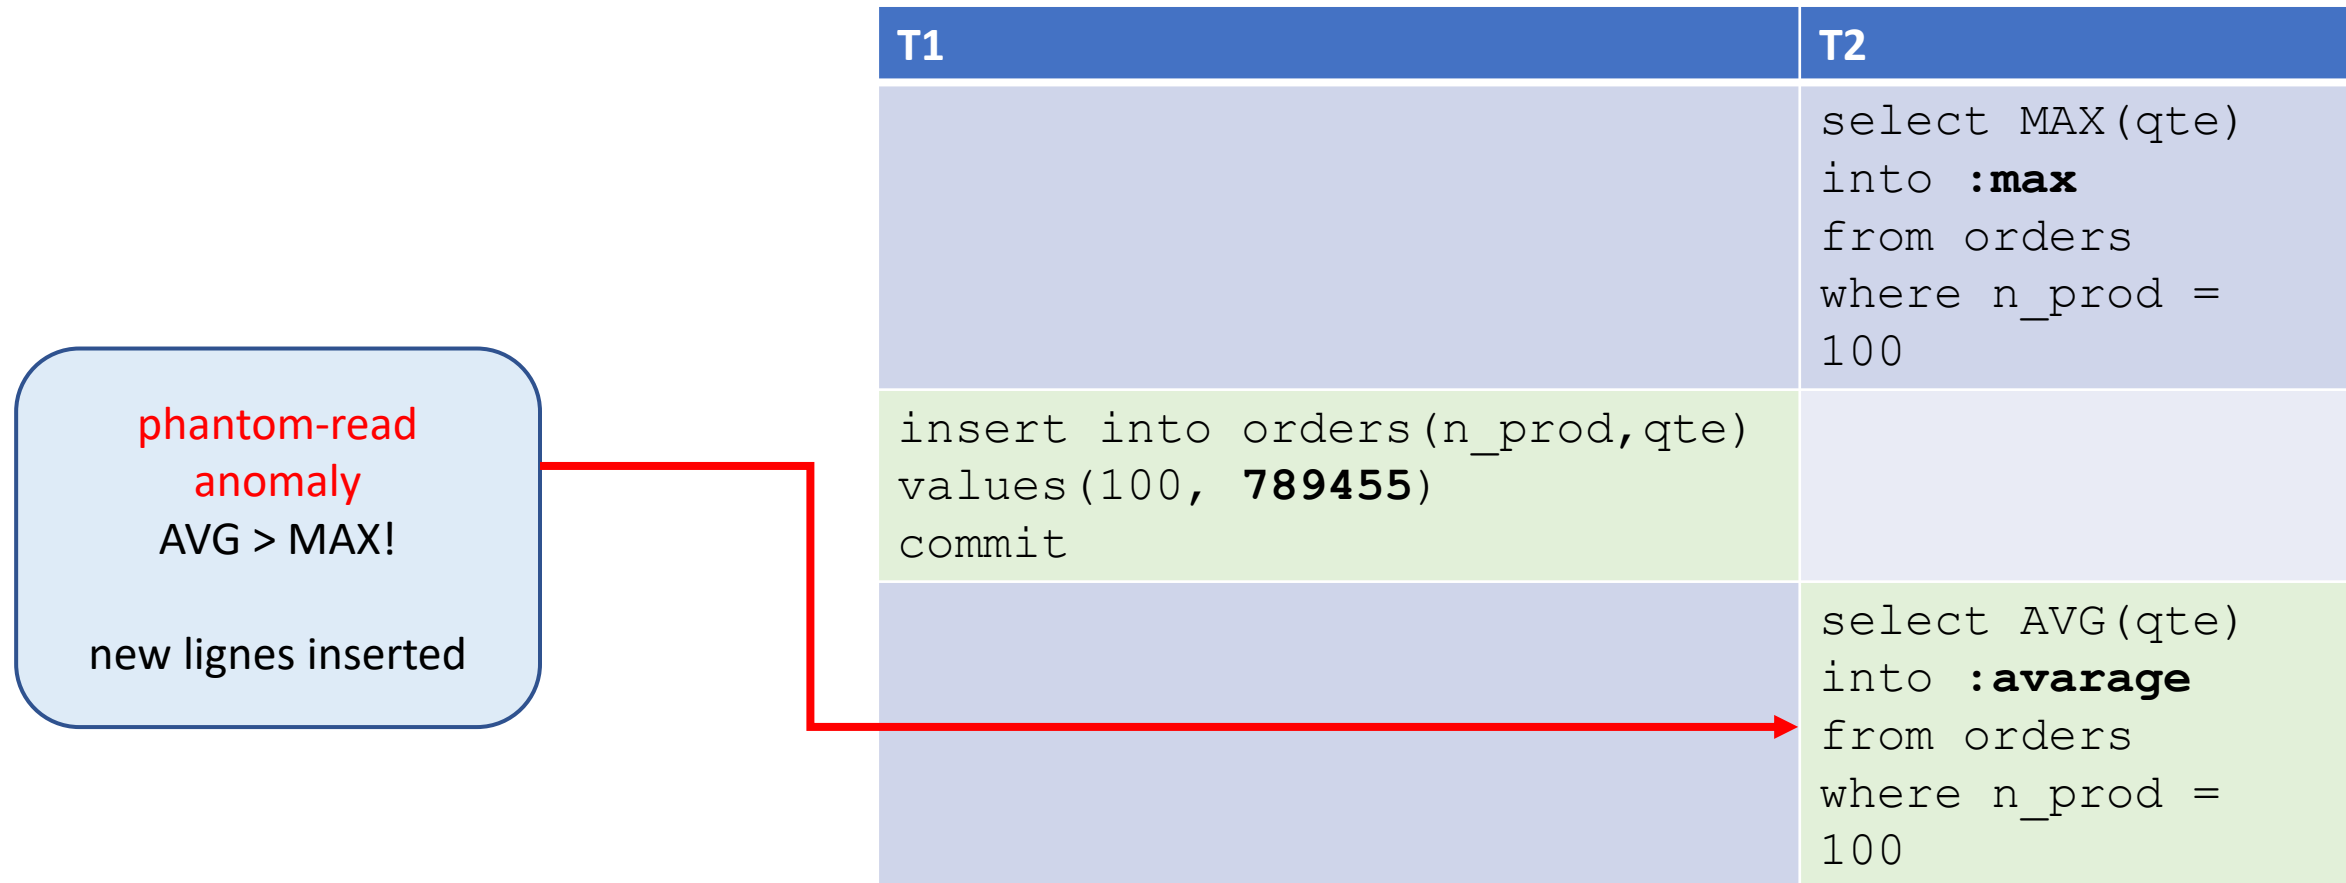 T1
T2
select MAX(qte)
into :max
from orders
where n_prod =
100
phantom-read
anomaly
AVG > MAX!
new lignes inserted
insert into orders(n_prod,qte)
values(100, 789455)
commit
select AVG(qte)
into :avarage
from orders
where n_prod =
100